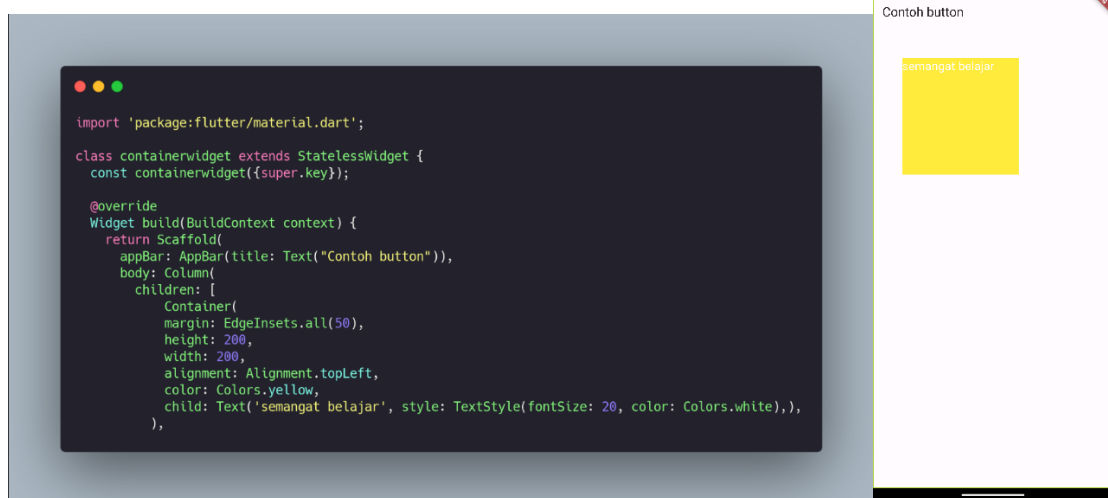 import 'package:flutter/material.dart';
class containerwidget extends StatelessWidget {
const containerwidget({super.key});
@override
Widget build(BuildContext context) {
return Scaffold(
appBar: AppBar(title: Text("Contoh button")),
body: Column(
children: [
Container(
margin: EdgeInsets.all(50),
height: 200,
width: 200,
alignment: Alignment.topLeft,
color: Colors.yellow,
child: Text('semangat belajar', style: TextStyle(fontSize: 20, color: Colors.white),),
),
Contoh button
semangat belajar